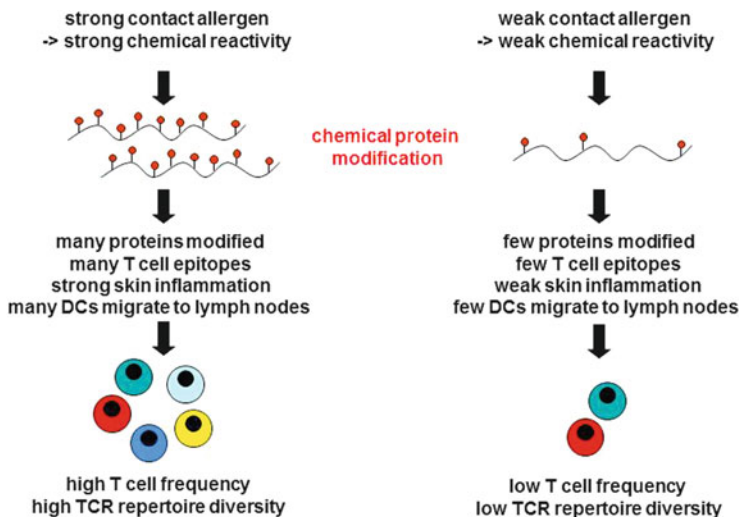 strong contact allergen
-> strong chemical reactivity
weak contact allergen
-> weak chemical reactivity
chemical protein
modification
many proteins modified
many T cell epitopes
strong skin inflammation
many DCs migrate to lymph nodes
few proteins modified
few T cell epitopes
weak skin inflammation
few DCs migrate to lymph nodes
high T cell frequency
high TCR repertoire diversity
low T cell frequency
low TCR repertoire diversity